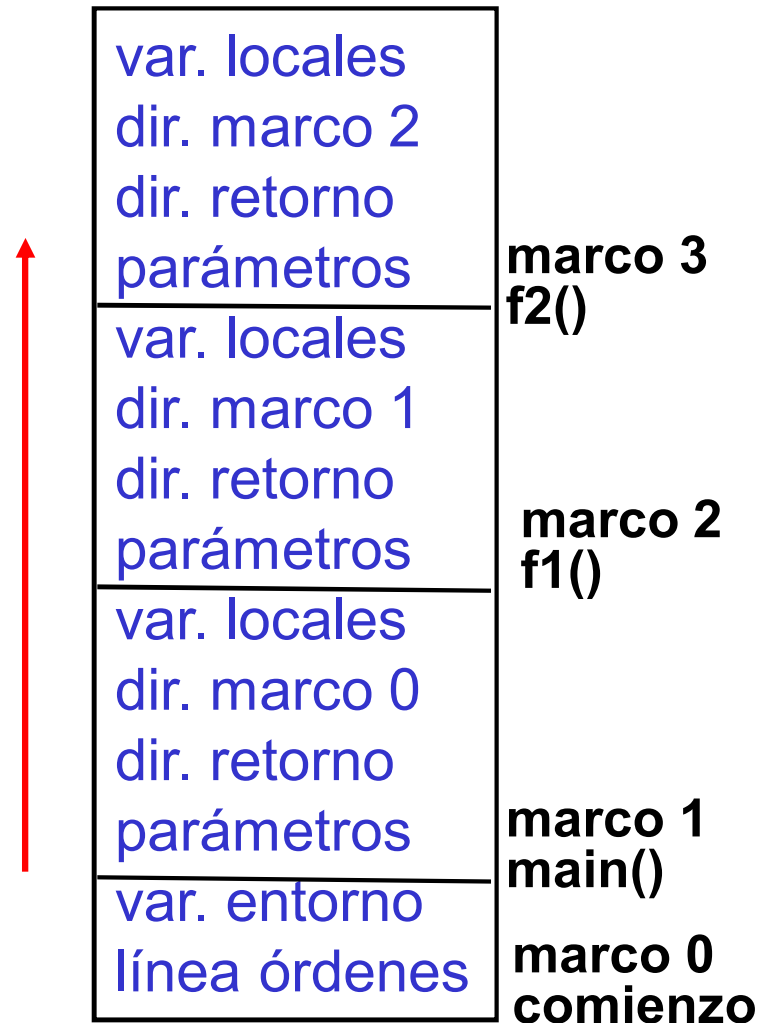 var. locales
dir. marco 2
dir. retorno
parámetros
marco 3
f2()
var. locales
dir. marco 1
dir. retorno
parámetros
marco 2
f1()
var. locales
dir. marco 0
dir. retorno
parámetros
marco 1
main()
var. entorno
línea órdenes
marco 0
comienzo